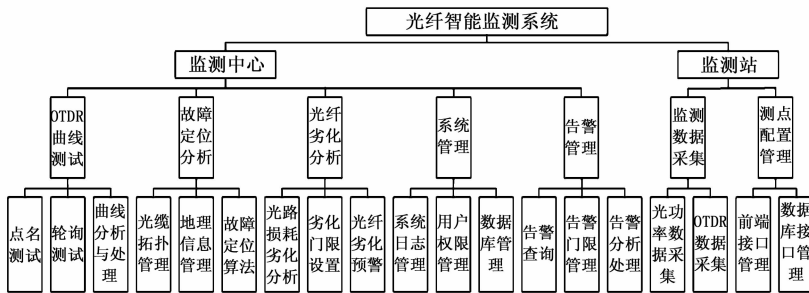 光纤智能监测系统
监测中心
监测站
OTDR
曲线
测试
故障
定位
分析
光纤
劣化
分析
系统
管理
告警
管理
监测
数据
采集
测点
配置
管理
点名
测试
轮询
测试
曲线
分析
与处
理
光缆
拓扑
管理
地理
信息
管理
故障
定位
算法
光路
损耗
劣化
分析
劣化
门限
设置
光纤
劣化
预警
系统
日志
管理
用户
权限
管理
数据
库管
理
告警
查询
告警
门限
管理
告警
分析
处理
光功
率数
据采
集
OTDR
数据
采集
前端
接口
管理
数据
库接
口管
理